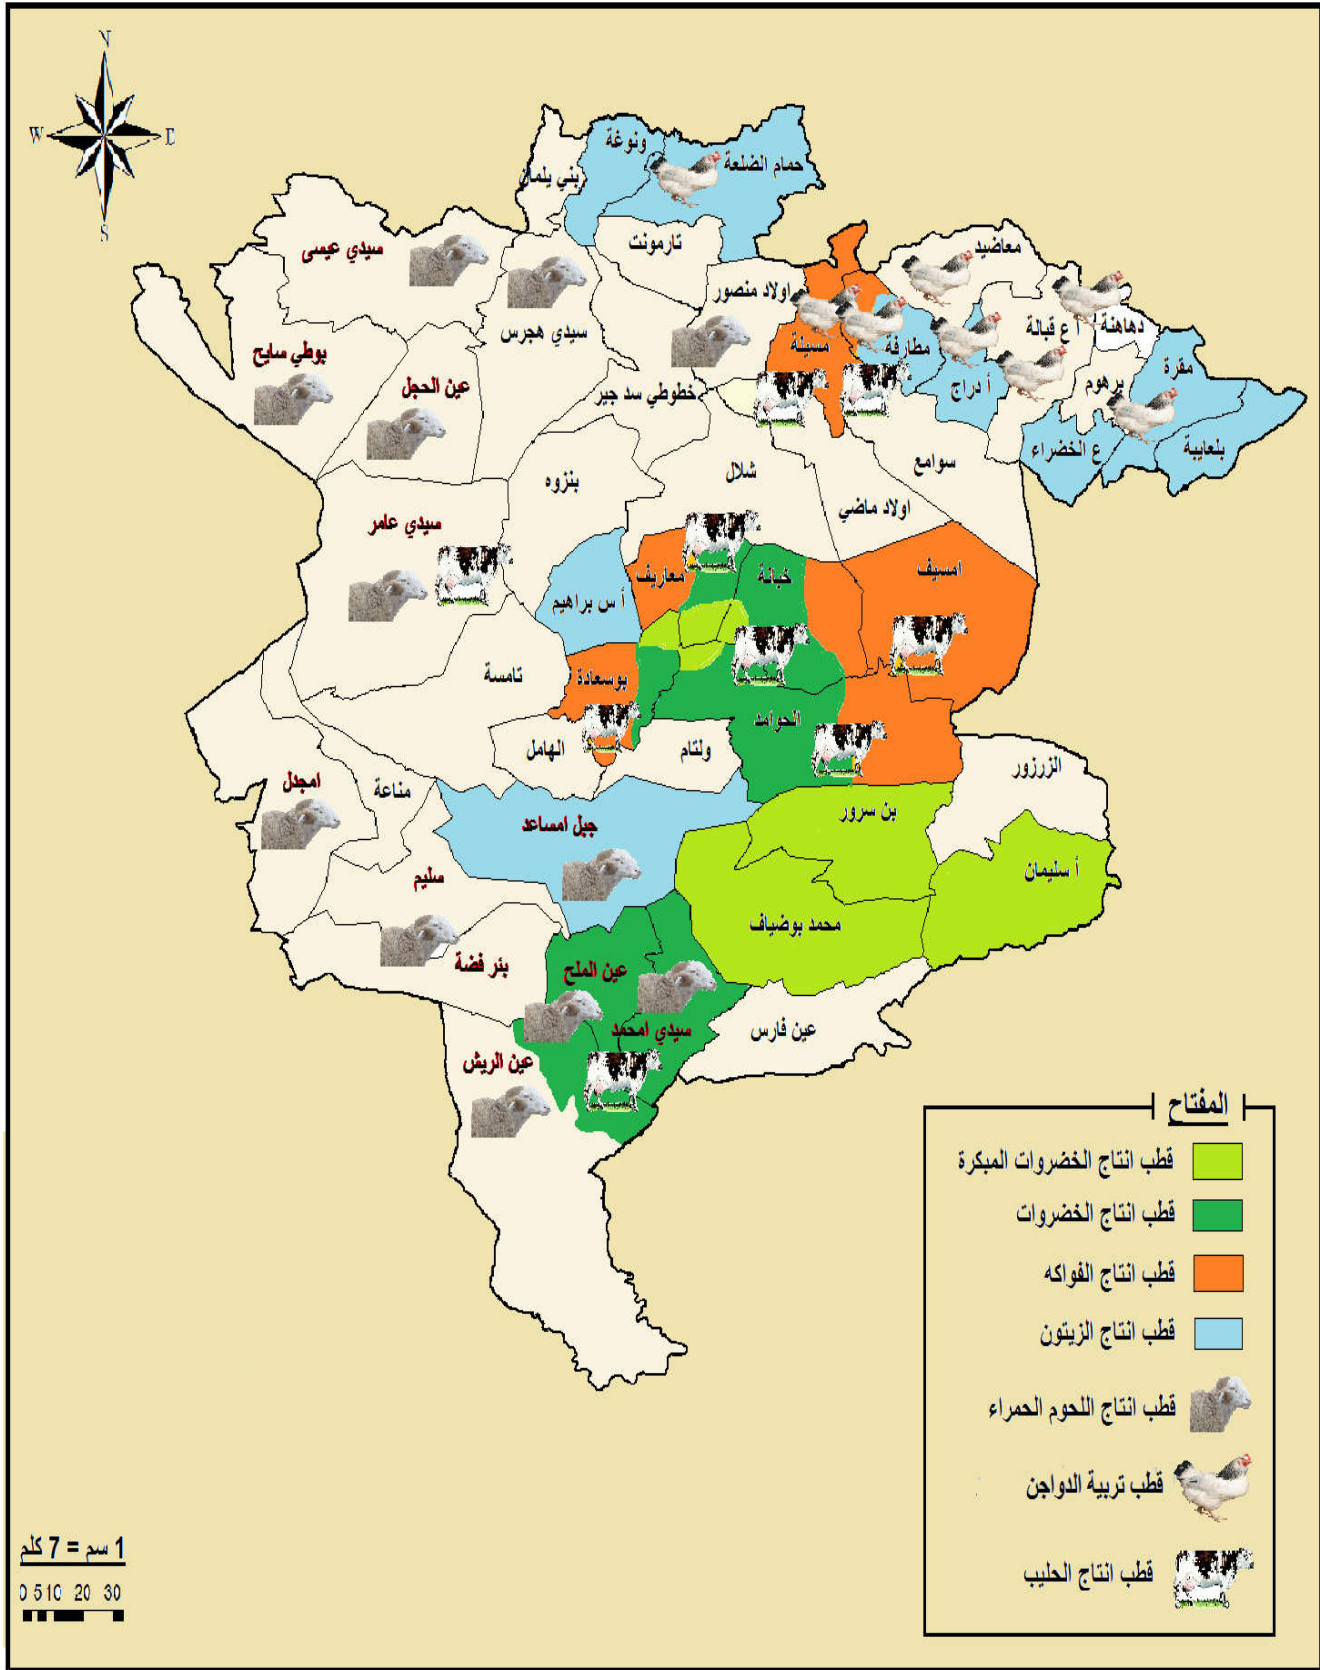 N
W
E
S
ونوغة
حمام الضلعة
بني يلمان
تارمونت
سيدي عيسى
معاضيد
اولاد منصور
سيدي هجرس
دهاهنة
أ ع قبالة
مسيلة
مطارفة
بوطي سايح
مقرة
برهوم
عين الحجل
أ دراج
خطوطي سد جير
بلعايبة
ع الخضراء
سوامع
شلال
بنزوه
اولاد ماضي
سيدي عامر
امسيف
خبانة
معاريف
أ س براهيم
تامسة
بوسعادة
الحوامد
الهامل
ولتام
الزرزور
امجدل
مناعة
بن سرور
جبل امساعد
سليم
أ سليمان
محمد بوضياف
بئر فضة
عين الملح
سيدي امحمد
عين فارس
عين الريش
المفتاح
قطب انتاج الخضروات المبكرة
قطب انتاج الخضروات
قطب انتاج الفواكه
قطب انتاج الزيتون
قطب انتاج اللحوم الحمراء
قطب تربية الدواجن
قطب انتاج الحليب
1 سم = 7 كلم
0 5 10 20 30